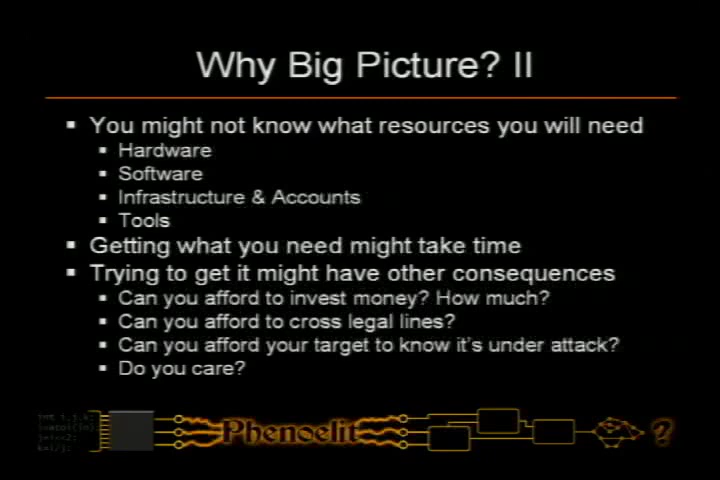 Why Big Picture? II
You might not know what resources you will need
Hardware
Software
Infrastructure & Accounts
Tools
Getting what you need might take time
Trying to get it might have other consequences
Can you afford to invest money? How much?
Can you afford to cross legal lines?
Can you afford your target to know it's under attack?
Do you care?
int i,j,k;
Phenoelit
?